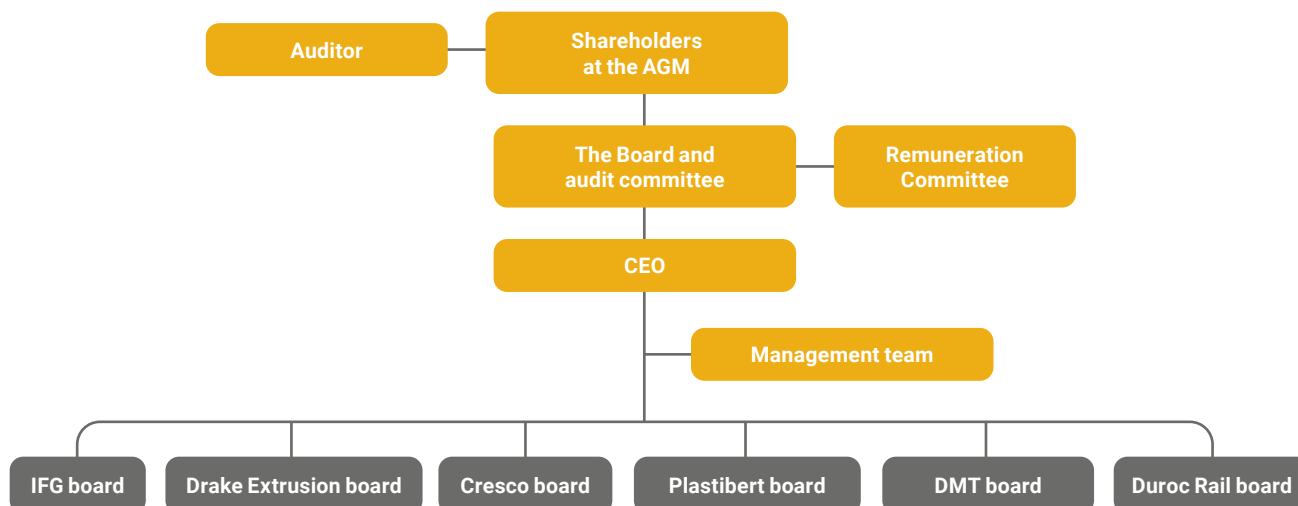 Auditor
Shareholders
at the AGM
The Board and
audit committee
Remuneration
Committee
CEO
Management team
IFG board
Drake Extrusion board
Cresco board
Plastibert board
DMT board
Duroc Rail board